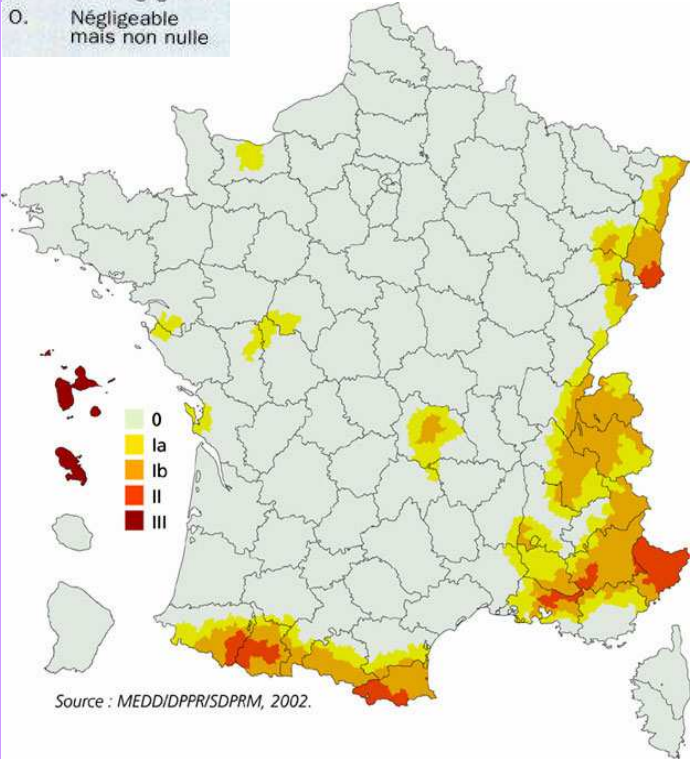 O. Négligeable
mais non nulle
0
Ia
Ib
II
III
Source : MEDD/DPPR/SDPRM, 2002.